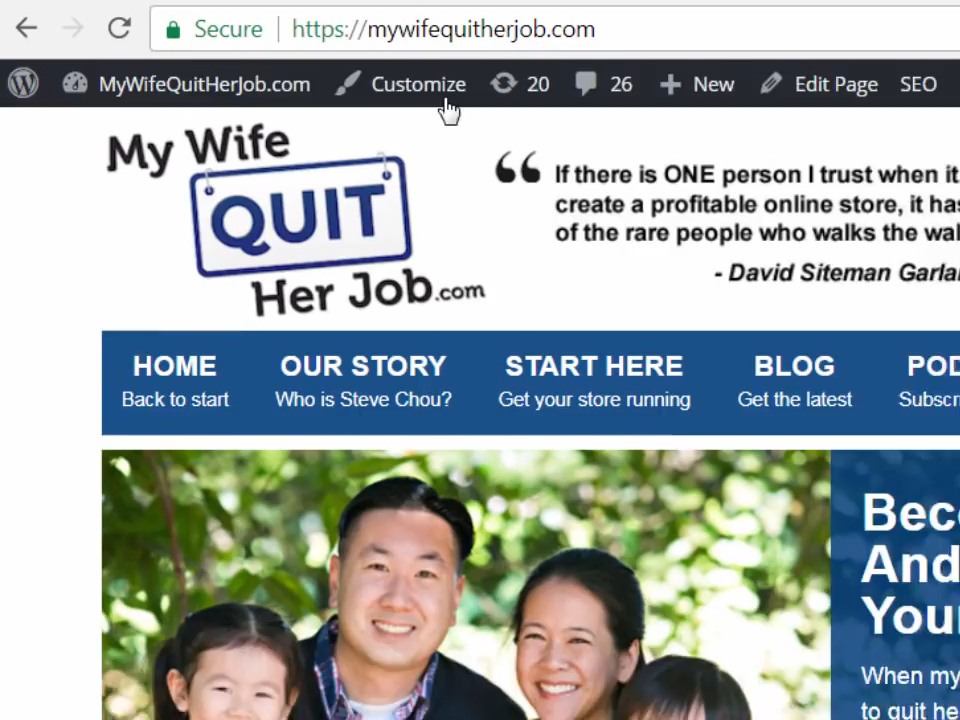 Secure https://mywifequitherjob.com
MyWifeQuitHerJob.com Customize 20 26 New Edit Page SEO
My Wife
QUIT
Her Job.com
If there is ONE person I trust when it
create a profitable online store, it has
of the rare people who walks the wal
- David Siteman Garla
HOME OUR STORY START HERE BLOG POD
Back to start Who is Steve Chou? Get your store running Get the latest Subscri
Beco
And
Your
When my
to quit he